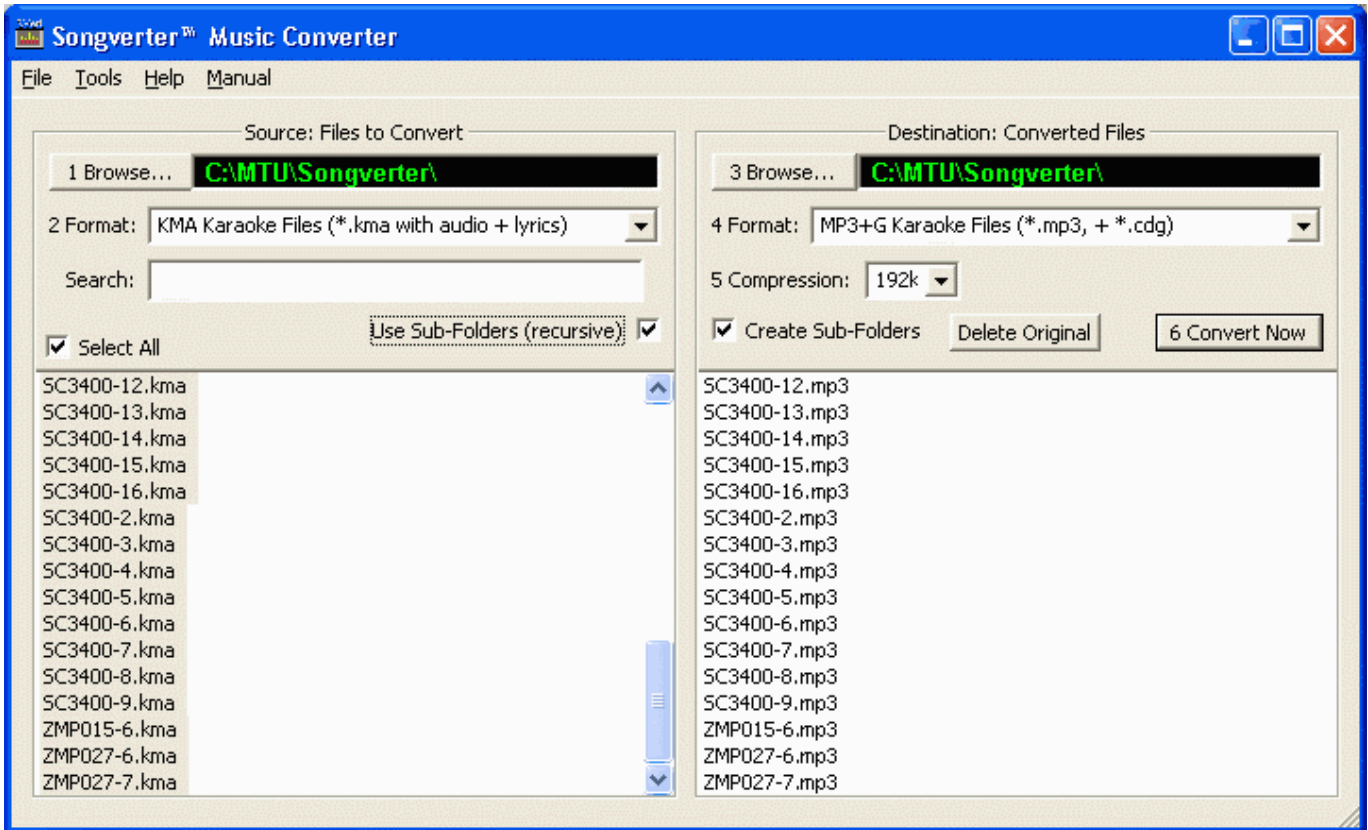 Songverter™ Music Converter
File Tools Help Manual
Source: Files to Convert
1 Browse... C:\MTU\Songverter\
2 Format: KMA Karaoke Files (*.kma with audio + lyrics)
Search:
Use Sub-Folders (recursive)
Select All
SC3400-12.kma
SC3400-13.kma
SC3400-14.kma
SC3400-15.kma
SC3400-16.kma
SC3400-2.kma
SC3400-3.kma
SC3400-4.kma
SC3400-5.kma
SC3400-6.kma
SC3400-7.kma
SC3400-8.kma
SC3400-9.kma
ZMP015-6.kma
ZMP027-6.kma
ZMP027-7.kma
Destination: Converted Files
3 Browse... C:\MTU\Songverter\
4 Format: MP3+G Karaoke Files (*.mp3, + *.cdg)
5 Compression: 192k
Create Sub-Folders Delete Original 6 Convert Now
SC3400-12.mp3
SC3400-13.mp3
SC3400-14.mp3
SC3400-15.mp3
SC3400-16.mp3
SC3400-2.mp3
SC3400-3.mp3
SC3400-4.mp3
SC3400-5.mp3
SC3400-6.mp3
SC3400-7.mp3
SC3400-8.mp3
SC3400-9.mp3
ZMP015-6.mp3
ZMP027-6.mp3
ZMP027-7.mp3